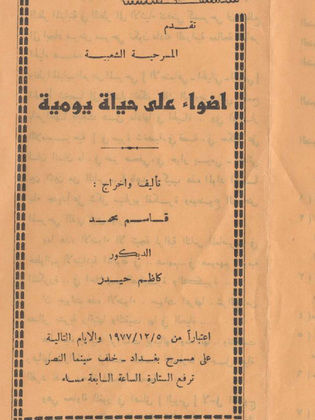 تقدم
المسرحية الشعبية
اضواء على حياة يومية
تأليف واخراج :
قاسم محمد
الديكور
كاظم حيدر
اعتباراً من ١٩٧٧/١٢/٥ والايام التالية
على مسرح بغداد - خلف سينما النصر
ترفع الستارة الساعة السابعة مساء